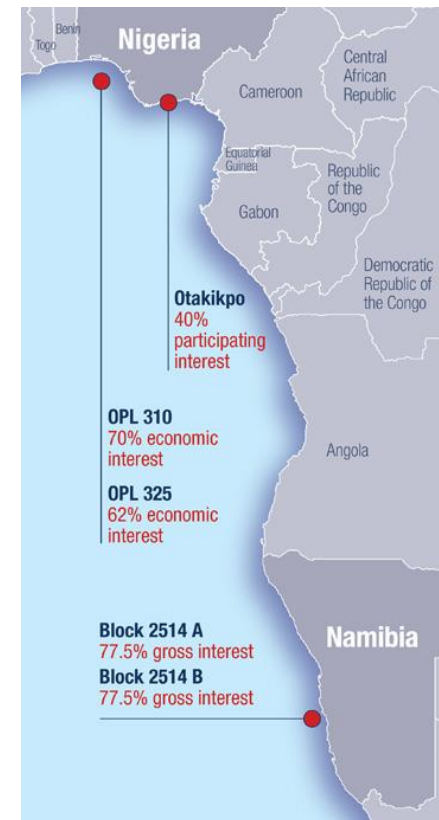 Benin
Togo
Nigeria
Central
African
Republic
Cameroon
Equatorial
Guinea
Republic
of the
Congo
Gabon
Democratic
Republic of
the Congo
Otakikpo
40%
participating
interest
OPL 310
70% economic
interest
OPL 325
62% economic
interest
Angola
Block 2514 A
77.5% gross interest
Block 2514 B
77.5% gross interest
Namibia